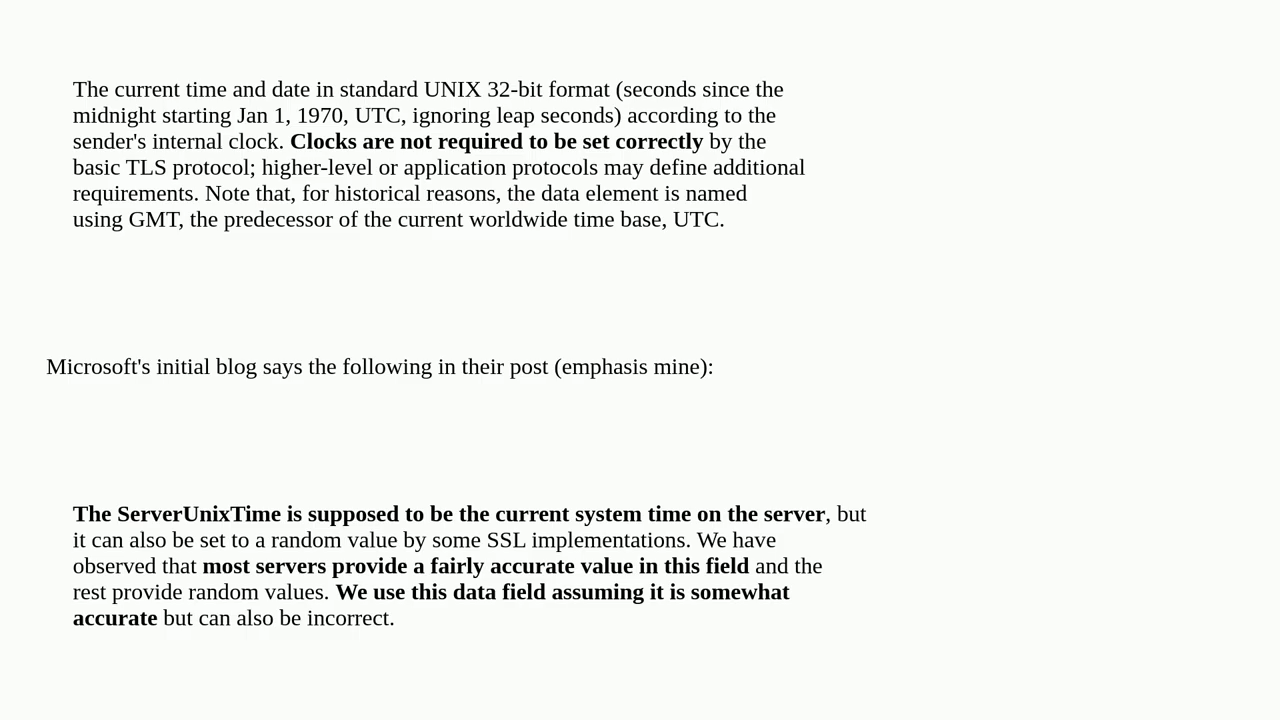 The current time and date in standard UNIX 32-bit format (seconds since the
midnight starting Jan 1, 1970, UTC, ignoring leap seconds) according to the
sender's internal clock. Clocks are not required to be set correctly by the
basic TLS protocol; higher-level or application protocols may define additional
requirements. Note that, for historical reasons, the data element is named
using GMT, the predecessor of the current worldwide time base, UTC.
Microsoft's initial blog says the following in their post (emphasis mine):
The ServerUnixTime is supposed to be the current system time on the server, but
it can also be set to a random value by some SSL implementations. We have
observed that most servers provide a fairly accurate value in this field and the
rest provide random values. We use this data field assuming it is somewhat
accurate but can also be incorrect.